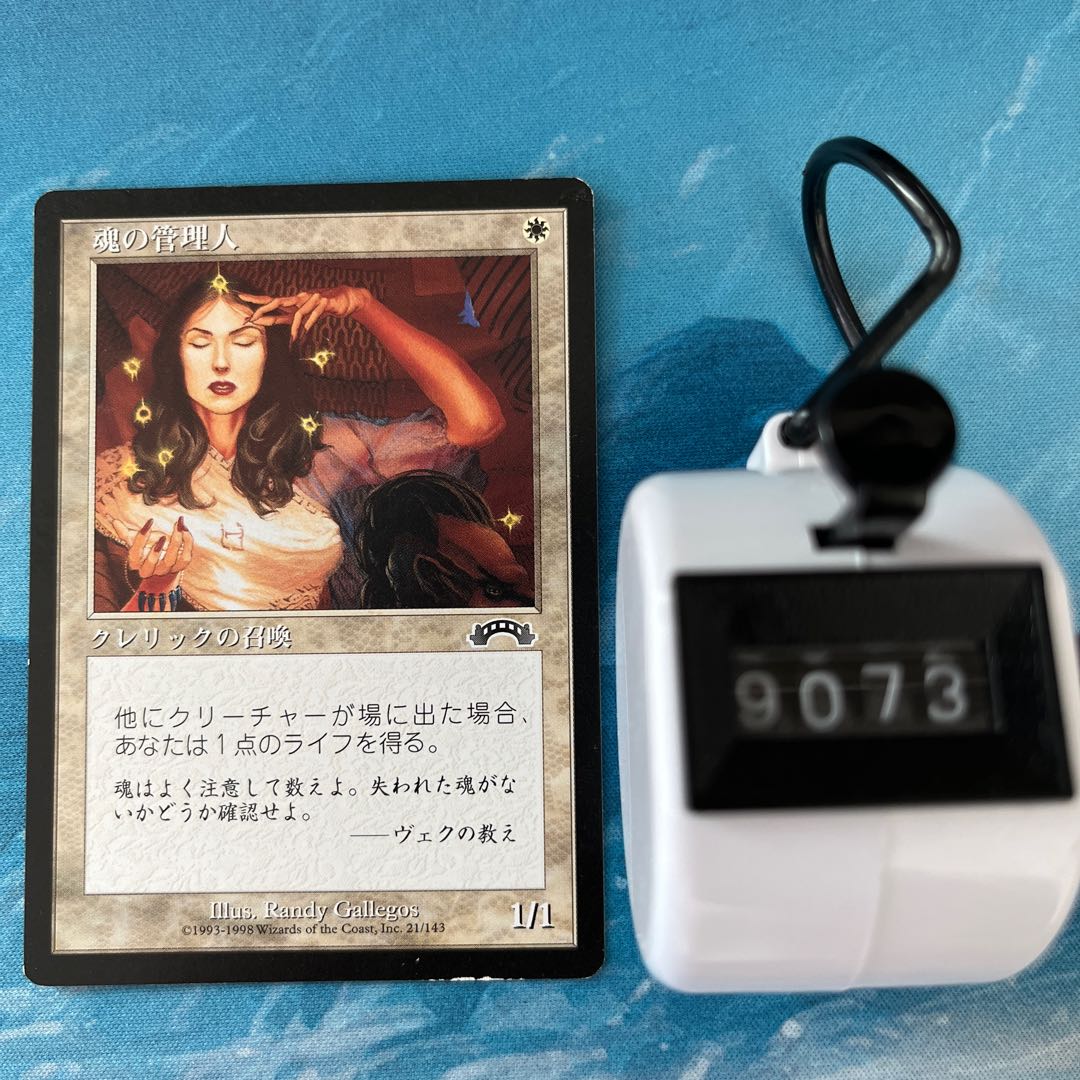 魂の管理人
クレリックの召喚
他にクリーチャーが場に出た場合、
あなたは1点のライフを得る。
魂はよく注意して数えよ。失われた魂がな
いかどうか確認せよ。
──ヴェクの教え
Illus. Randy Gallegos
1/1
©1993-1998 Wizards of the Coast, Inc. 21/143
9073